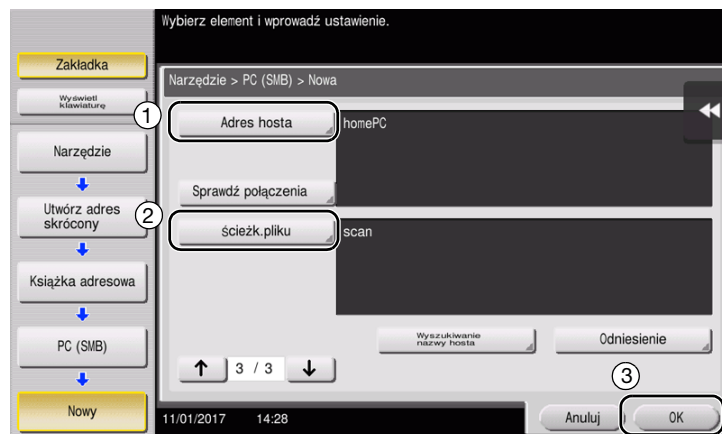 Wybierz element i wprowadź ustawienie.
Zakładka
Wyświetl
klawiaturę
Narzędzie
Utwórz adres
skrócony
Książka adresowa
PC (SMB)
Nowy
Narzędzie > PC (SMB) > Nowa
1
Adres hosta
homePC
Sprawdź połączenia
2
ścieżk.pliku
scan
Wyszukiwanie
nazwy hosta
Odniesienie
3 / 3
3
11/01/2017 14:28
Anuluj
OK